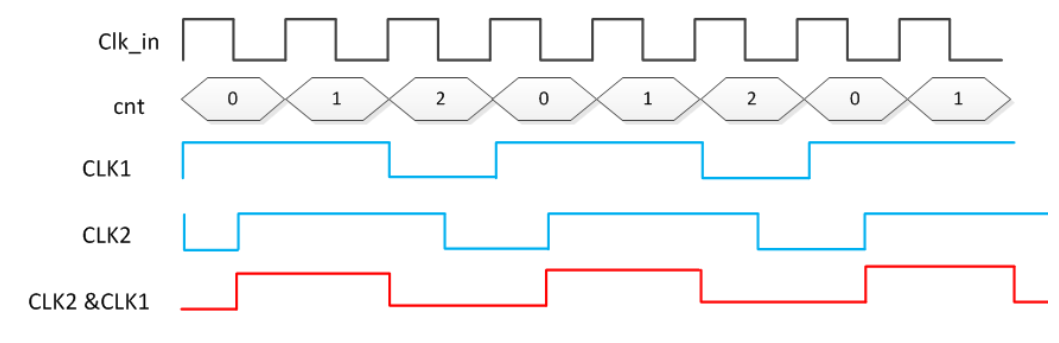 Clk_in
cnt 0 1 2 0 1 2 0 1
CLK1
CLK2
CLK2 &CLK1